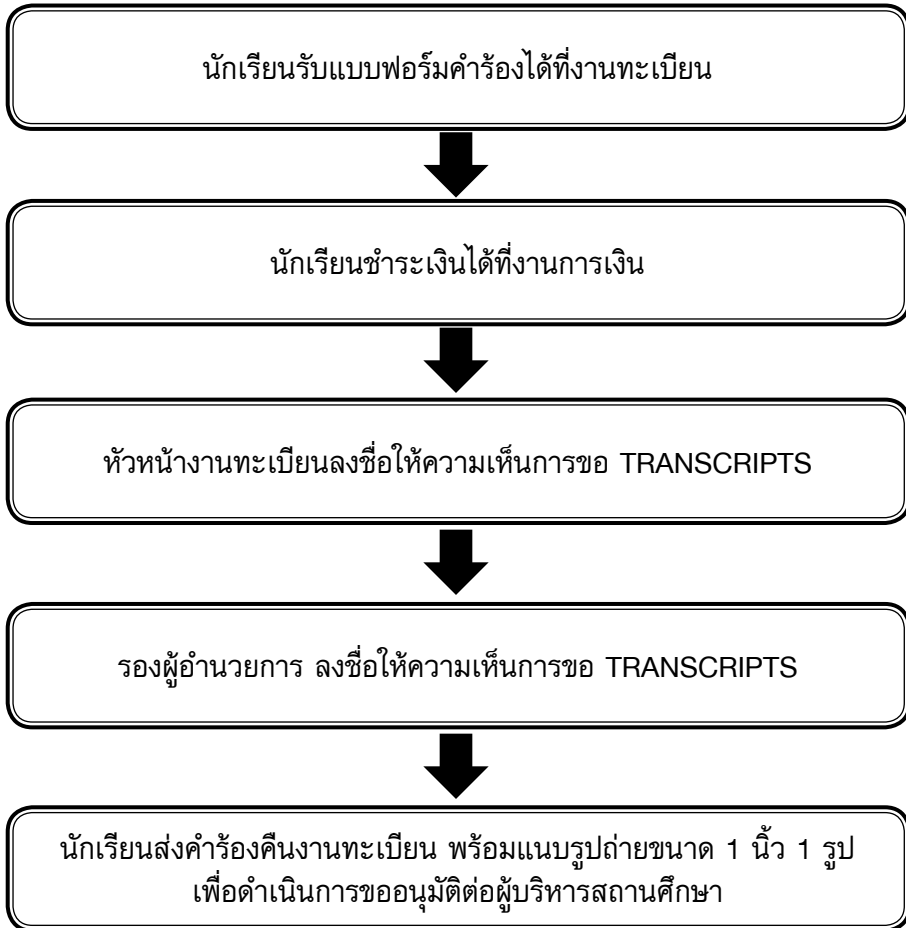 นักเรียนรับแบบฟอร์มคำร้องได้ที่งานทะเบียน
นักเรียนชำระเงินได้ที่งานการเงิน
หัวหน้างานทะเบียนลงชื่อให้ความเห็นการขอ TRANSCRIPTS
รองผู้อำนวยการ ลงชื่อให้ความเห็นการขอ TRANSCRIPTS
นักเรียนส่งคำร้องคืนงานทะเบียน พร้อมแนบรูปถ่ายขนาด 1 นิ้ว 1 รูป
เพื่อดำเนินการขออนุมัติต่อผู้บริหารสถานศึกษา